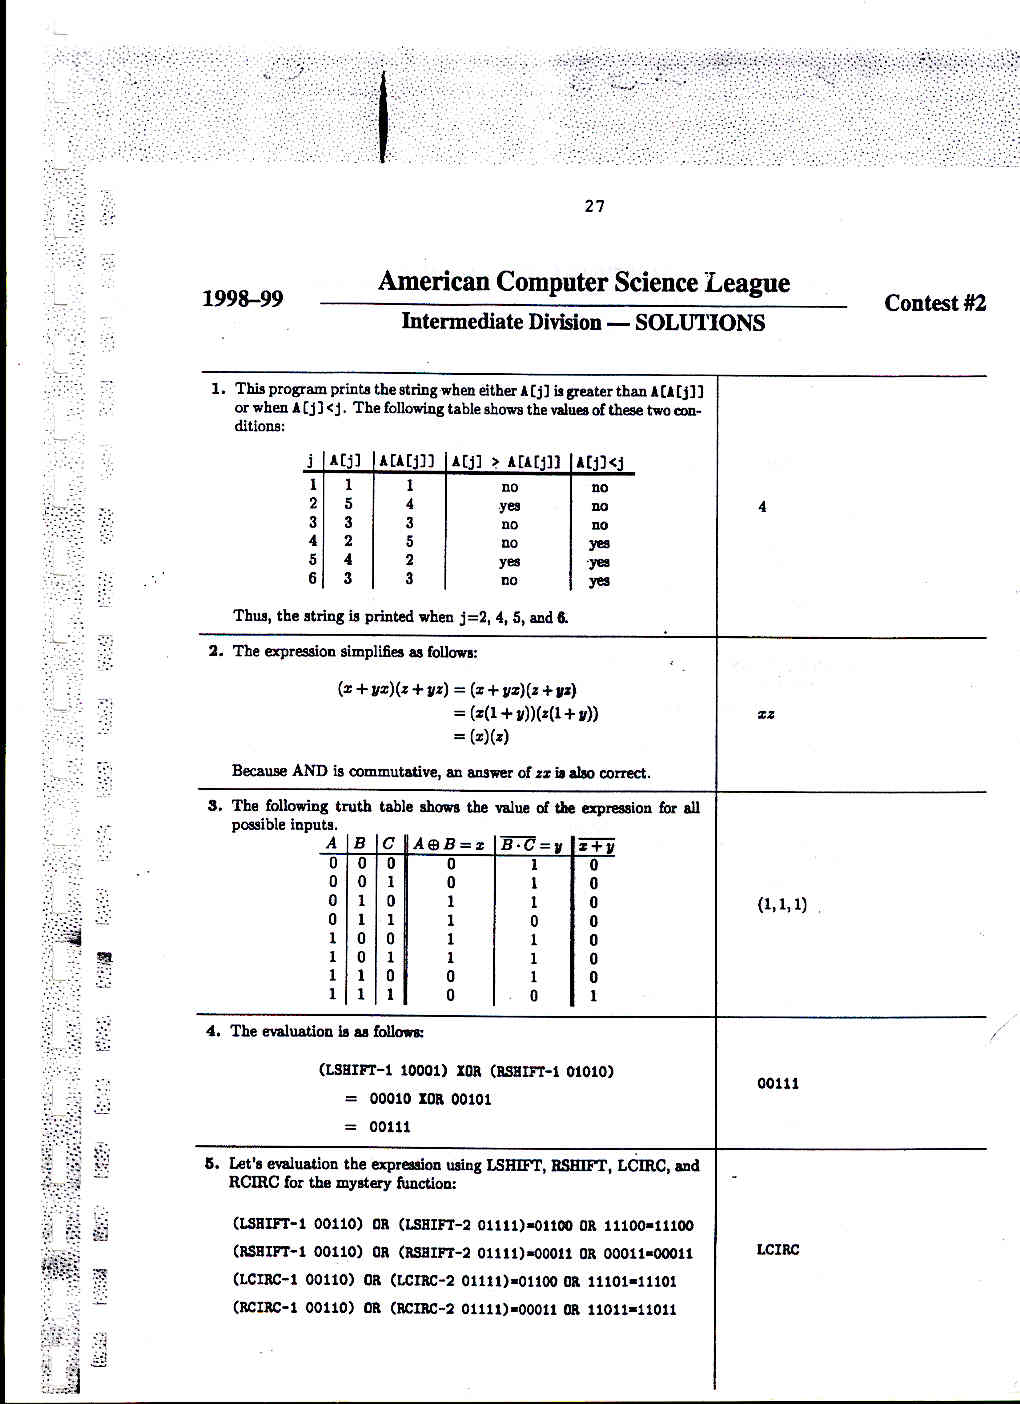 27
American Computer Science League
1998–99
Contest #2
Intermediate Division — SOLUTIONS
1. This program prints the string when either A[j] is greater than A[A[j]]
or when A[j]<j. The following table shows the values of these two con-
ditions:
j A[j] A[A[j]] A[j] > A[A[j]] A[j]<j
1 1 1 no no
2 5 4 yes no
3 3 3 no no
4 2 5 no yes
5 4 2 yes yes
6 3 3 no yes
Thus, the string is printed when j=2, 4, 5, and 6.
4
2. The expression simplifies as follows:
(x + yx)(z + yz) = (x + yx)(z + yz)
= (x(1 + y))(z(1 + y))
= (x)(z)
Because AND is commutative, an answer of zx is also correct.
xz
3. The following truth table shows the value of the expression for all
possible inputs.
A B C A ⊕ B = x B · C = y x + y
0 0 0 0 1 0
0 0 1 0 1 0
0 1 0 1 1 0
0 1 1 1 0 0
1 0 0 1 1 0
1 0 1 1 1 0
1 1 0 0 1 0
1 1 1 0 0 1
(1,1,1)
4. The evaluation is as follows:
(LSHIFT-1 10001) XOR (RSHIFT-1 01010)
= 00010 XOR 00101
= 00111
00111
5. Let's evaluation the expression using LSHIFT, RSHIFT, LCIRC, and
RCIRC for the mystery function:
(LSHIFT-1 00110) OR (LSHIFT-2 01111)=01100 OR 11100=11100
(RSHIFT-1 00110) OR (RSHIFT-2 01111)=00011 OR 00011=00011
(LCIRC-1 00110) OR (LCIRC-2 01111)=01100 OR 11101=11101
(RCIRC-1 00110) OR (RCIRC-2 01111)=00011 OR 11011=11011
LCIRC